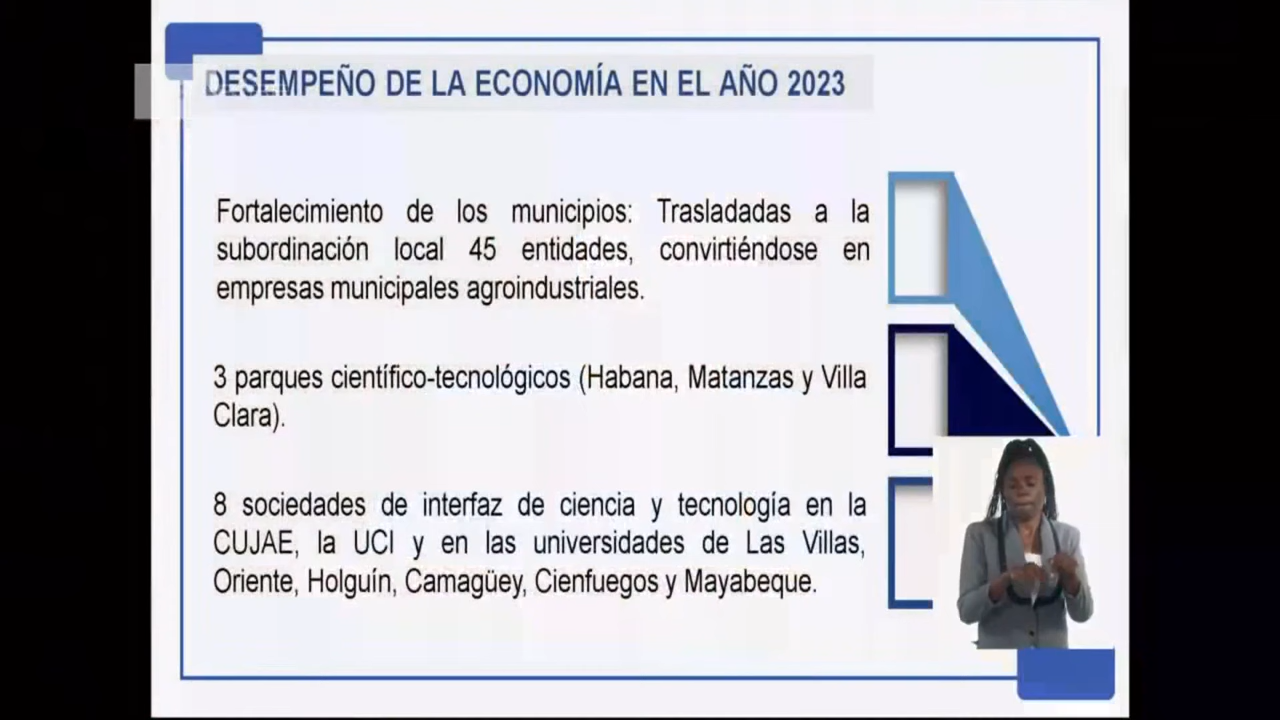 DESEMPEÑO DE LA ECONOMÍA EN EL AÑO 2023
Fortalecimiento de los municipios: Trasladadas a la
subordinación local 45 entidades, convirtiéndose en
empresas municipales agroindustriales.
3 parques científico-tecnológicos (Habana, Matanzas y Villa
Clara).
8 sociedades de interfaz de ciencia y tecnología en la
CUJAE, la UCI y en las universidades de Las Villas,
Oriente, Holguín, Camagüey, Cienfuegos y Mayabeque.